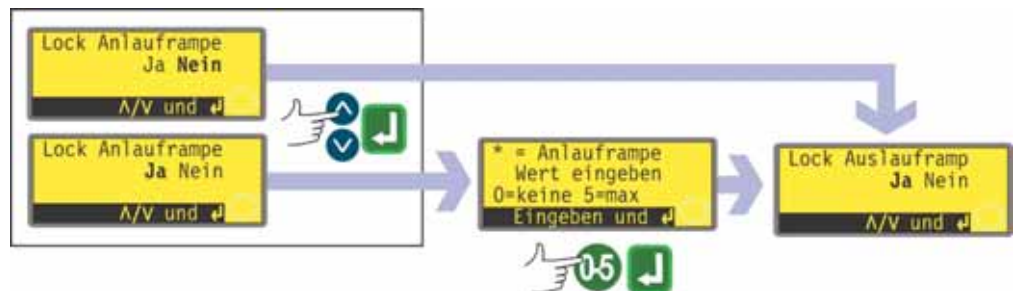 Lock Anlauframpe
Ja Nein
Λ/V und ↲
Lock Anlauframpe
Ja Nein
Λ/V und ↲
* = Anlauframpe
Wert eingeben
0=keine 5=max
Eingeben und ↲
0-5
Lock Auslauframp
Ja Nein
Λ/V und ↲